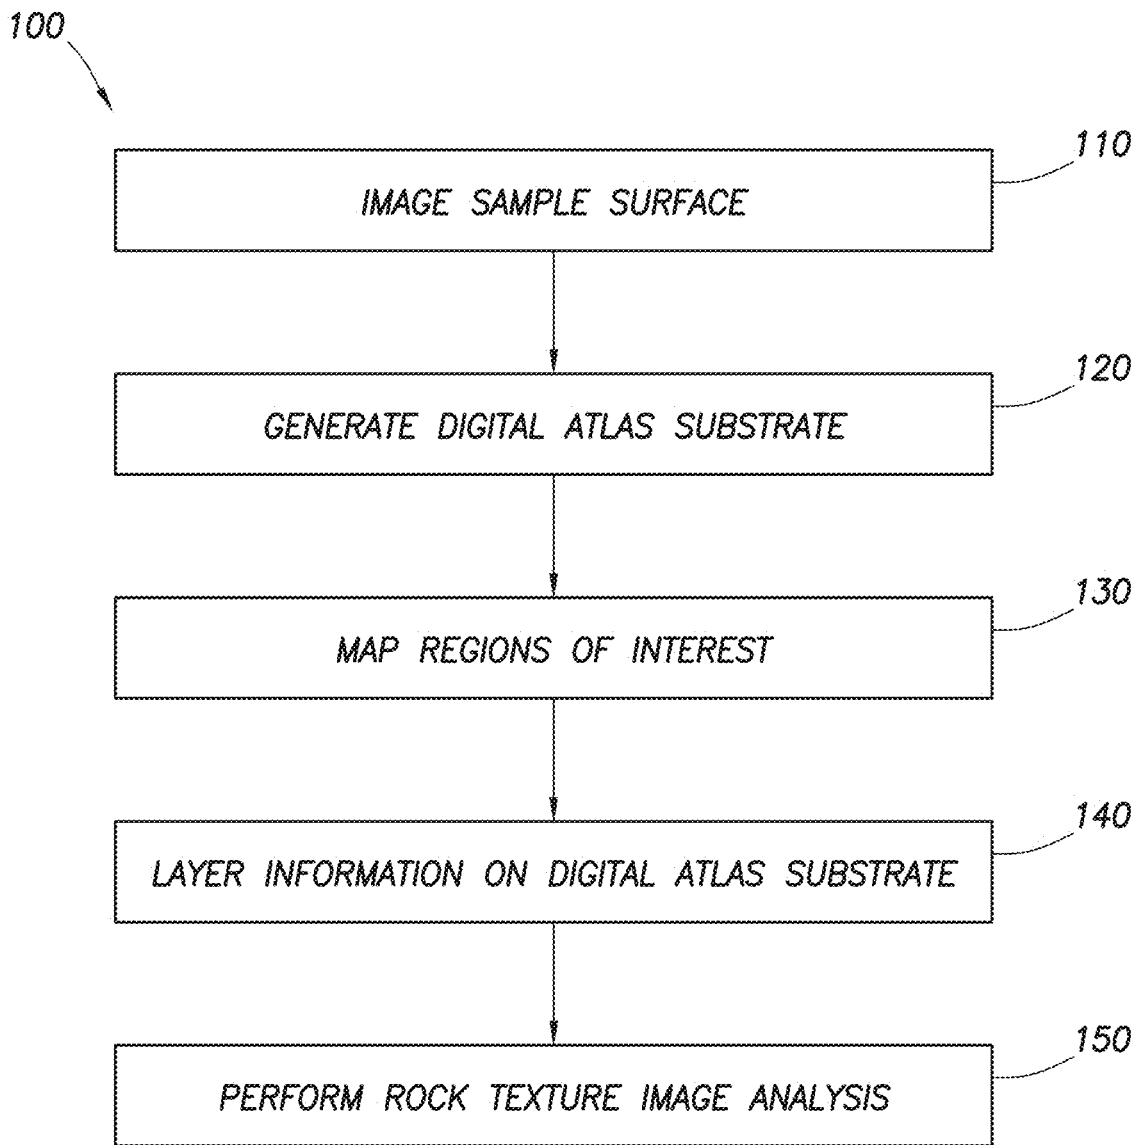 100
110
IMAGE SAMPLE SURFACE
120
GENERATE DIGITAL ATLAS SUBSTRATE
130
MAP REGIONS OF INTEREST
140
LAYER INFORMATION ON DIGITAL ATLAS SUBSTRATE
150
PERFORM ROCK TEXTURE IMAGE ANALYSIS